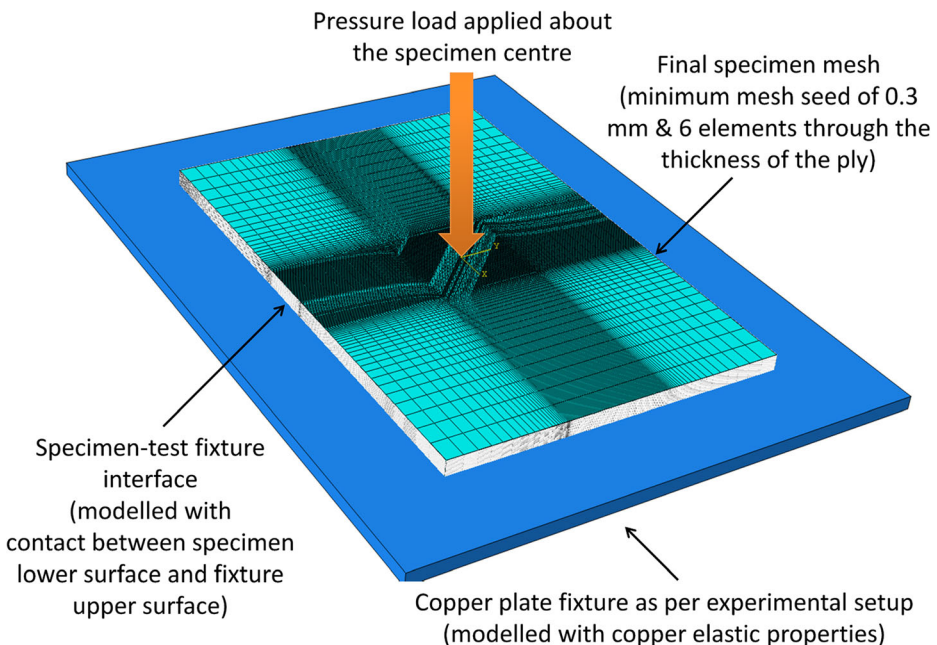 Pressure load applied about
the specimen centre
Final specimen mesh
(minimum mesh seed of 0.3
mm & 6 elements through the
thickness of the ply)
Y
X
Specimen-test fixture
interface
(modelled with
contact between specimen
lower surface and fixture
upper surface)
Copper plate fixture as per experimental setup
(modelled with copper elastic properties)